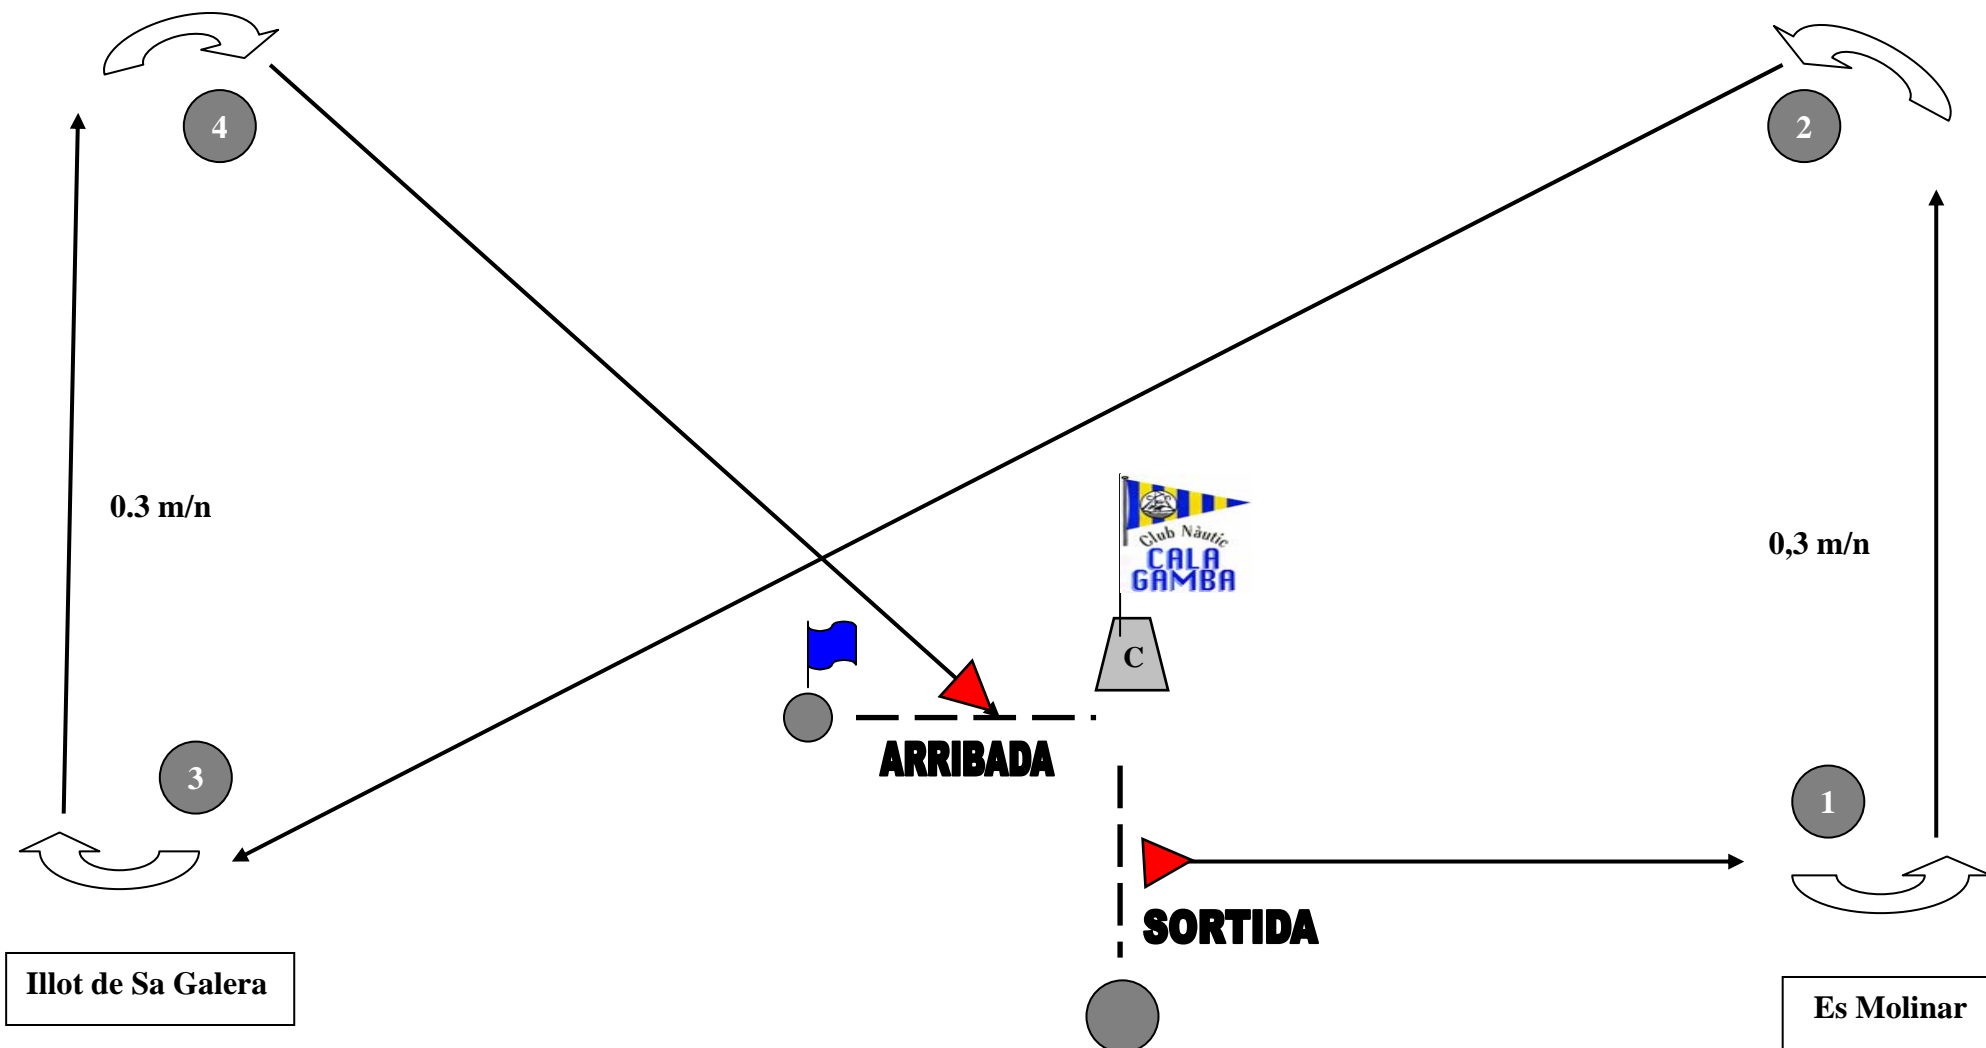 4
2
0.3 m/n
Club Nàutic
CALA
GAMBA
0,3 m/n
C
ARRIBADA
3
1
SORTIDA
Illot de Sa Galera
Es Molinar